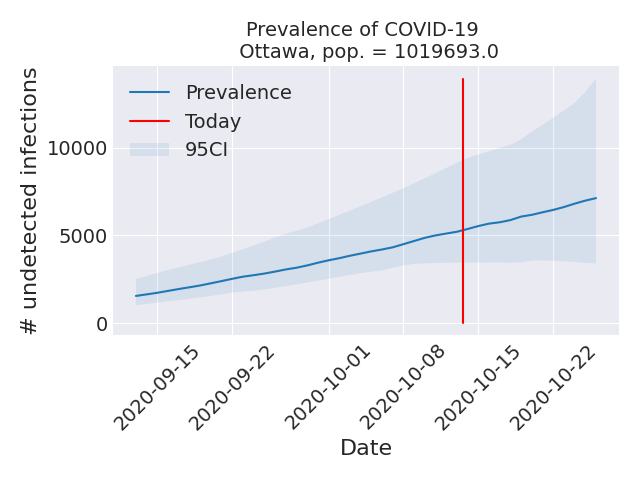 Prevalence of COVID-19
Ottawa, pop. = 1019693.0
# undetected infections
Prevalence
Today
95CI
10000
5000
0
2020-09-15
2020-09-22
2020-10-01
2020-10-08
2020-10-15
2020-10-22
Date